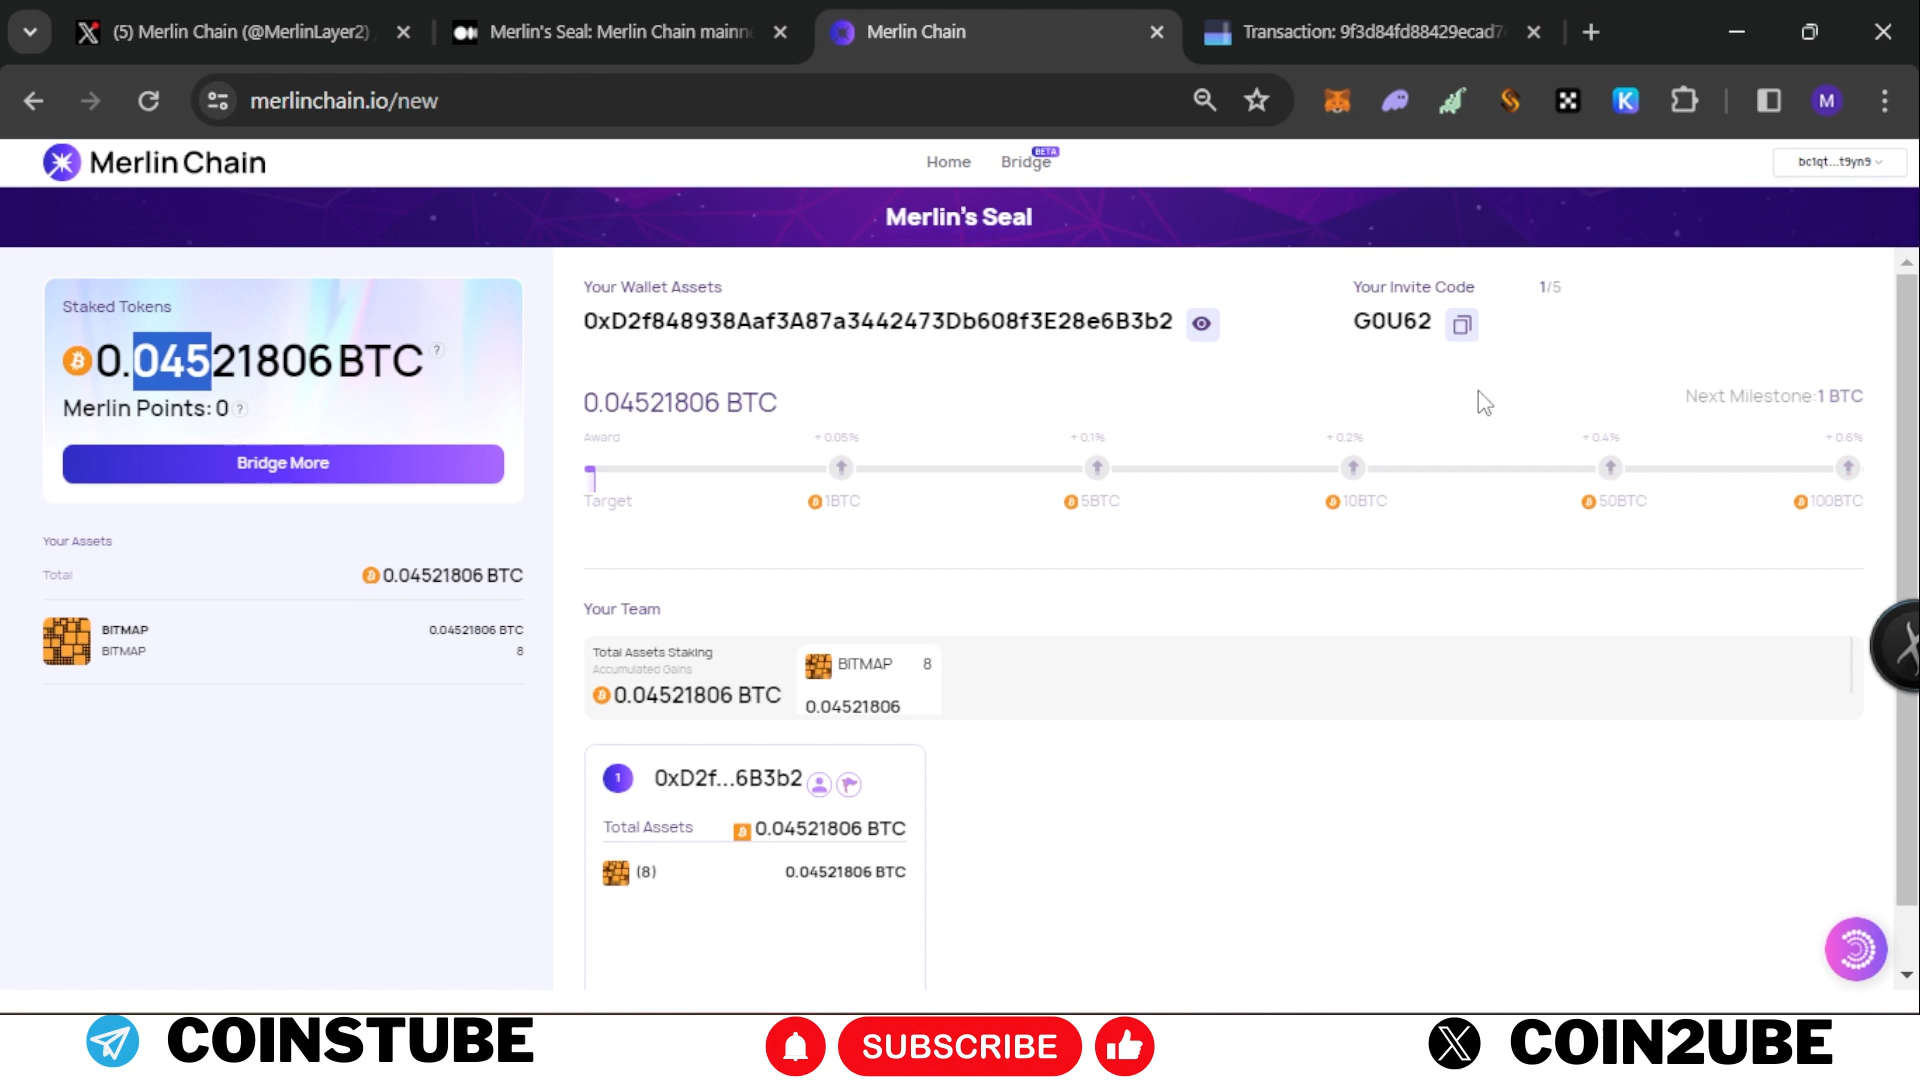 (5) Merlin Chain (@MerlinLayer2)
Merlin's Seal: Merlin Chain mainn
Merlin Chain
Transaction: 9f3d84fd88429ecad7
merlinchain.io/new
K
M
Merlin Chain
Home
Bridge
BETA
bc1qt...t9yn9
Merlin's Seal
Staked Tokens
0.04521806 BTC ?
Merlin Points: 0 ?
Bridge More
Your Assets
Total
0.04521806 BTC
BITMAP
0.04521806 BTC
BITMAP
8
Your Wallet Assets
0xD2f848938Aaf3A87a3442473Db608f3E28e6B3b2
Your Invite Code
1/5
G0U62
0.04521806 BTC
Next Milestone:1 BTC
Award
+ 0.05%
+ 0.1%
+ 0.2%
+ 0.4%
+ 0.6%
Target
1BTC
5BTC
10BTC
50BTC
100BTC
Your Team
Total Assets Staking
Accumulated Gains
0.04521806 BTC
BITMAP
8
0.04521806
1
0xD2f...6B3b2
Total Assets
0.04521806 BTC
(8)
0.04521806 BTC
COINSTUBE
SUBSCRIBE
COIN2UBE